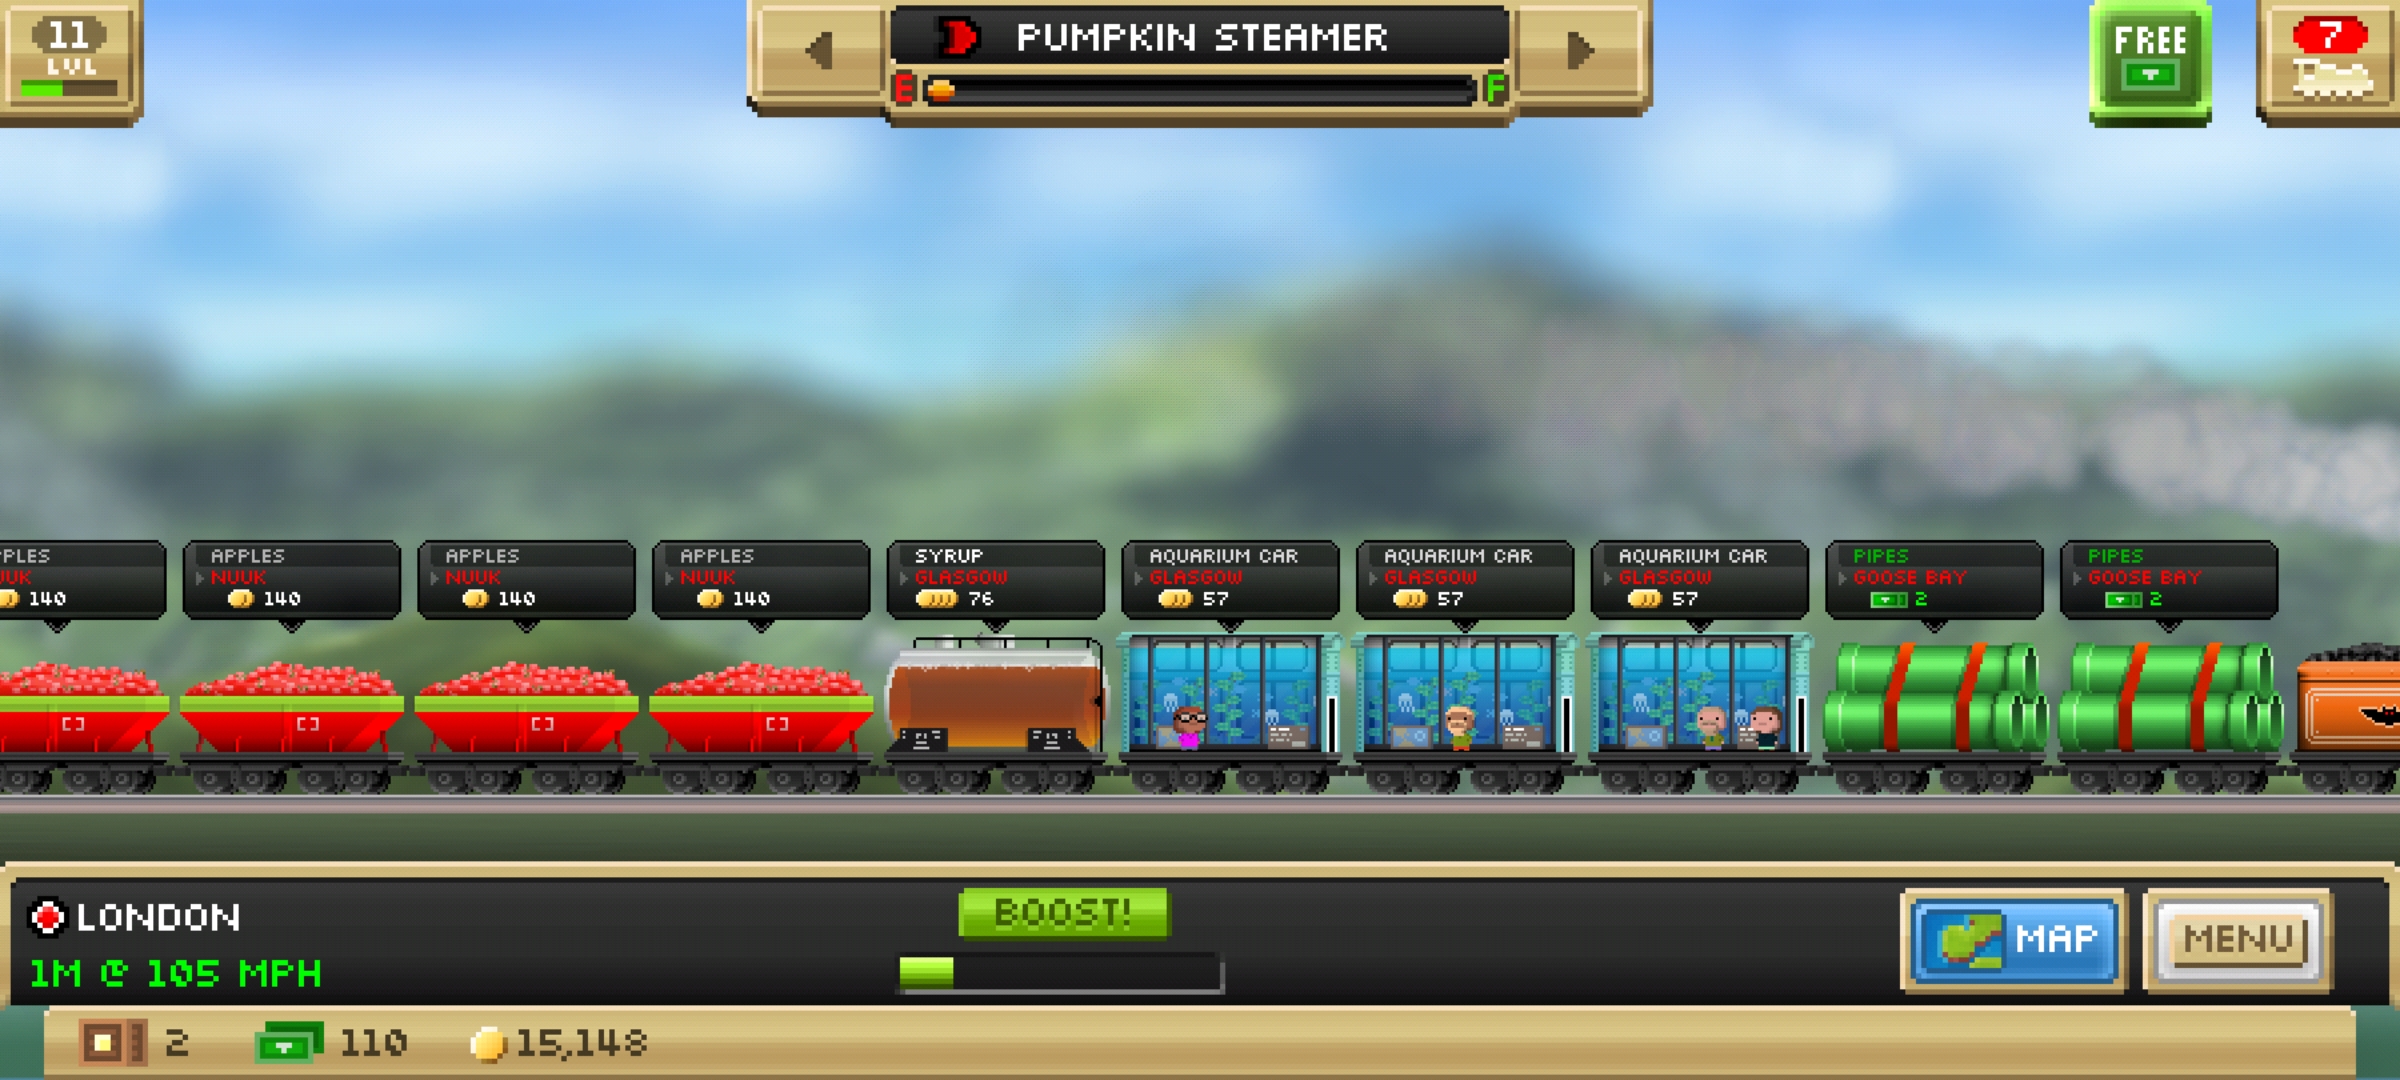 11
LVL
PUMPKIN STEAMER
E F
FREE
7
APPLES
NUUK
140
APPLES
NUUK
140
APPLES
NUUK
140
SYRUP
GLASGOW
76
AQUARIUM CAR
GLASGOW
57
AQUARIUM CAR
GLASGOW
57
AQUARIUM CAR
GLASGOW
57
PIPES
GOOSE BAY
2
PIPES
GOOSE BAY
2
PLES
UUK
140
LONDON
1M @ 105 MPH
BOOST!
MAP
MENU
2
110
15,148